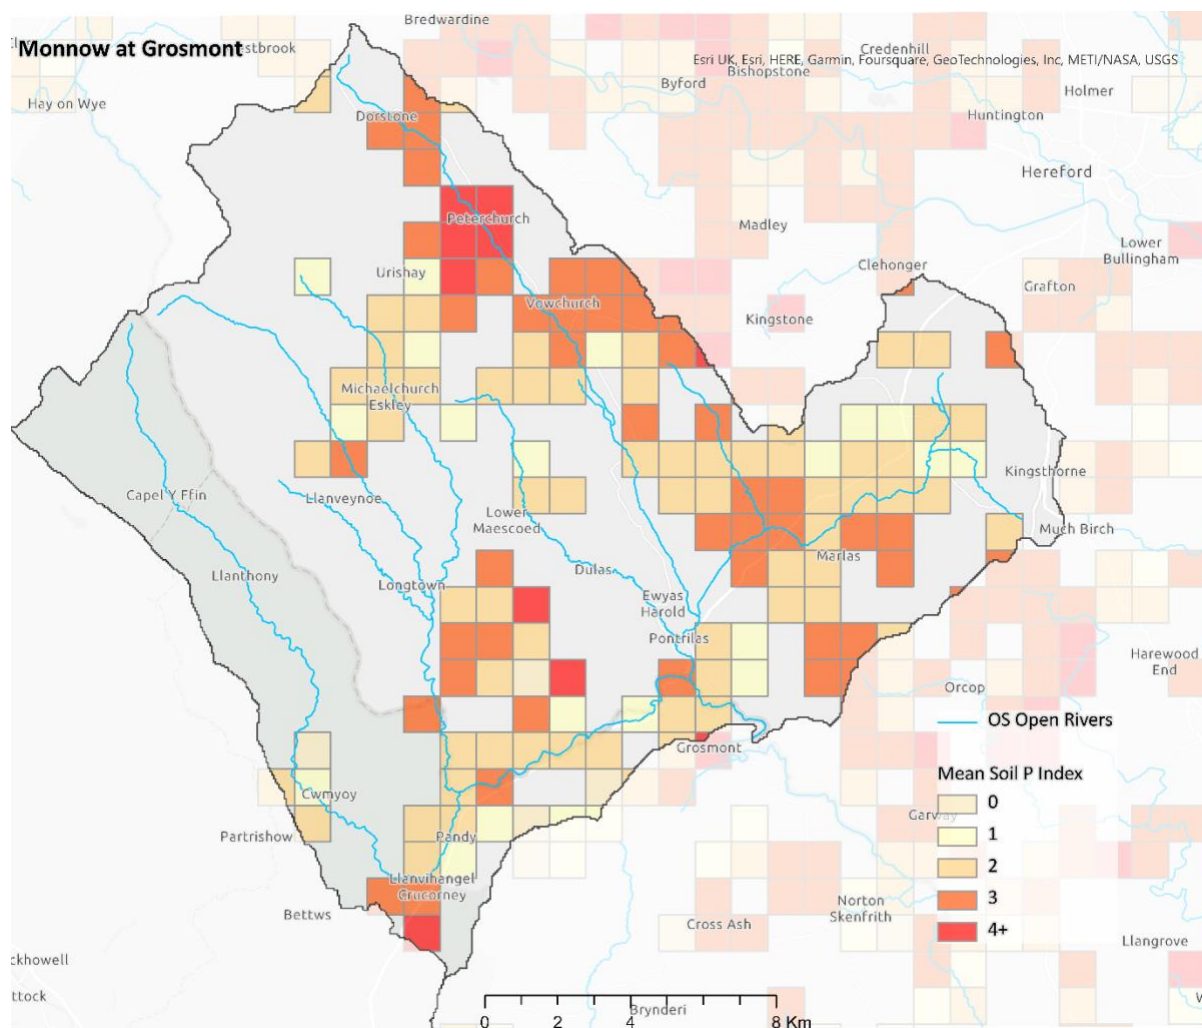 Bredwardine
Monnow at Grosmont
stbrook
Credenhill
Esri UK, Esri, HERE, Garmin, Foursquare, GeoTechnologies, Inc, METI/NASA, USGS
Bishopstone
Byford
Hay on Wye
Holmer
Dorstone
Huntington
Hereford
Peterchurch
Madley
Lower
Bullingham
Urishay
Clehonger
Grafton
Vowchurch
Kingstone
Michaelchurch
Eskley
Kingsthorne
Capel Y Ffin
Llanveynoe
Lower
Maescoed
Much Birch
Marlas
Llanthony
Longtown
Dulas
Ewyas
Harold
Pontrilas
Harewood
End
Orcop
OS Open Rivers
Grosmont
Mean Soil P Index
Cwmyoy
0
Garway
Partrishow
Pandy
1
2
Llanvihangel
Crucorney
3
Bettws
Norton
Skenfrith
Cross Ash
4+
Llangrove
ckhowell
ttock
Brynderi
0 4 8 Km